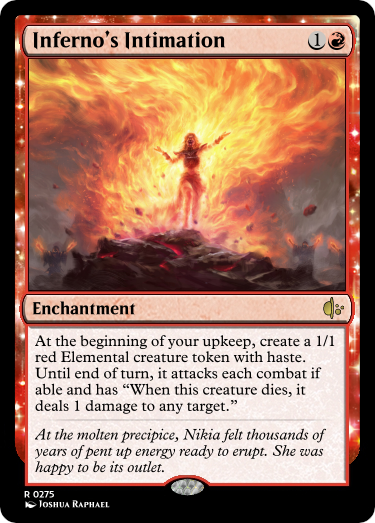 Inferno's Intimation 1
Enchantment
At the beginning of your upkeep, create a 1/1
red Elemental creature token with haste.
Until end of turn, it attacks each combat if
able and has “When this creature dies, it
deals 1 damage to any target.”
At the molten precipice, Nikia felt thousands of
years of pent up energy ready to erupt. She was
happy to be its outlet.
R 0275
Joshua Raphael